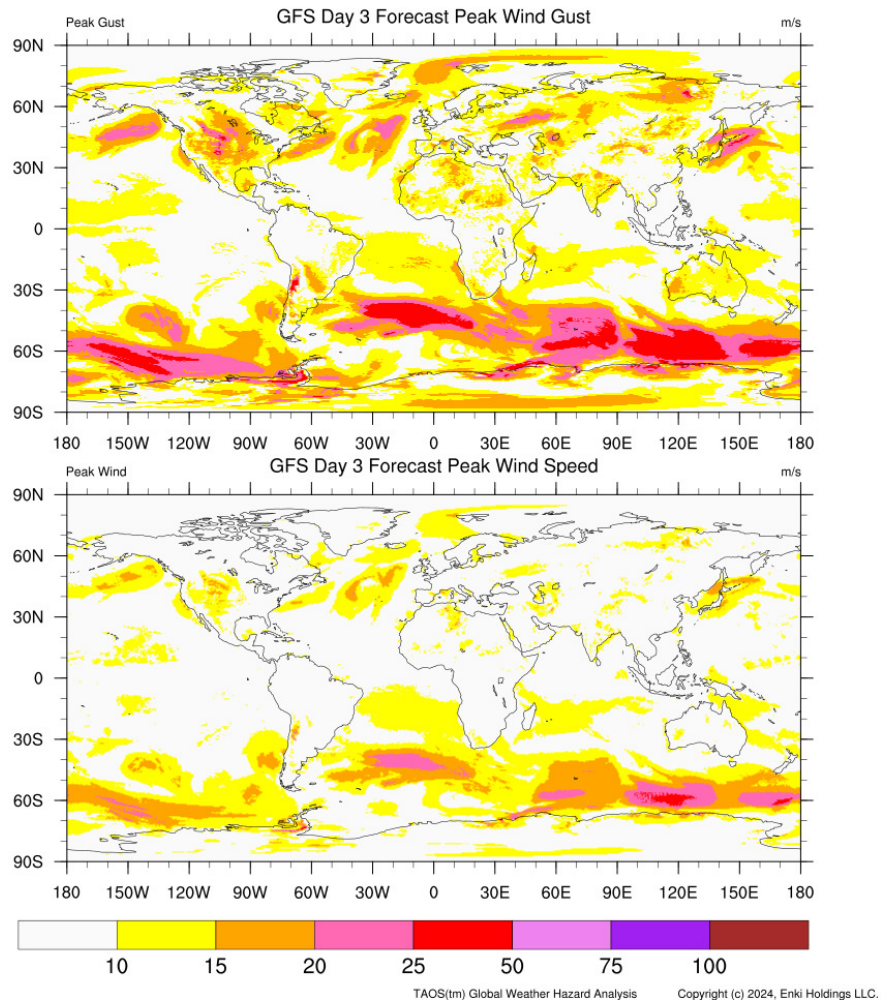 GFS Day 3 Forecast Peak Wind Gust
Peak Gust
m/s
90N
60N
30N
0
30S
60S
90S
180 150W 120W 90W 60W 30W 0 30E 60E 90E 120E 150E 180
GFS Day 3 Forecast Peak Wind Speed
Peak Wind
m/s
90N
60N
30N
0
30S
60S
90S
180 150W 120W 90W 60W 30W 0 30E 60E 90E 120E 150E 180
10 15 20 25 50 75 100
TAOS(tm) Global Weather Hazard Analysis Copyright (c) 2024, Enki Holdings LLC.